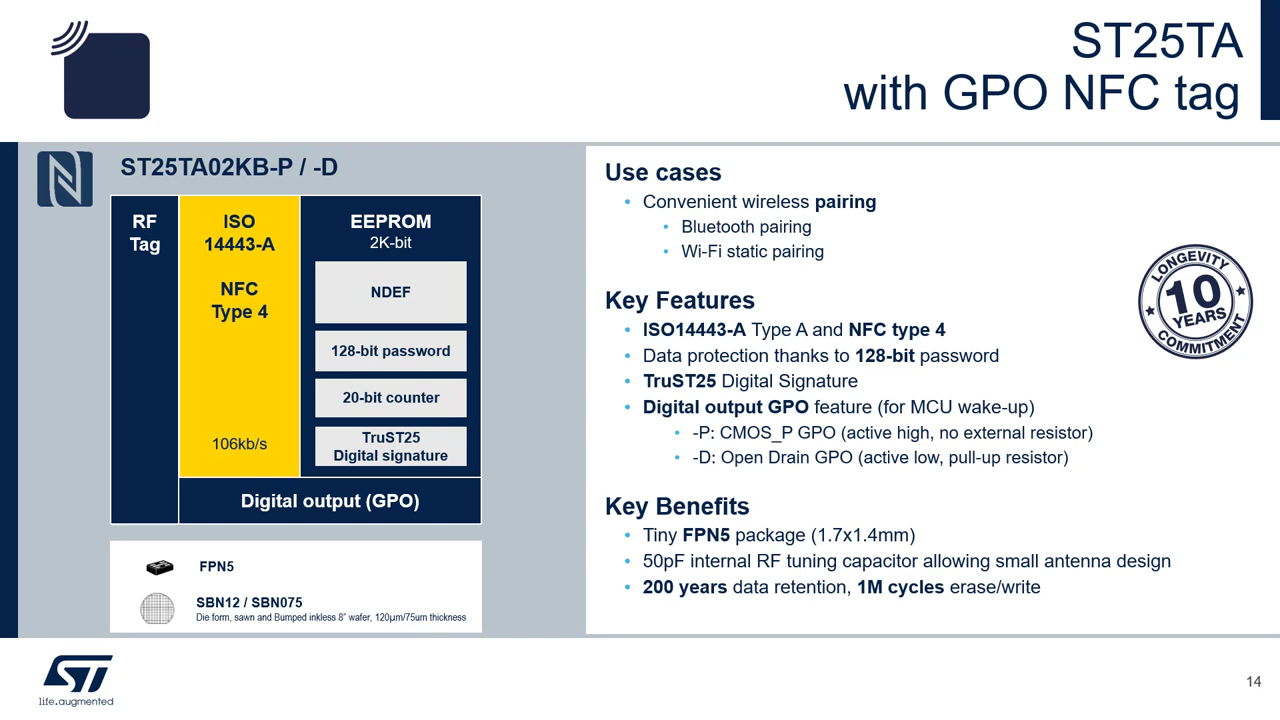 ST25TA
with GPO NFC tag
ST25TA02KB-P / -D
RF
Tag
ISO
14443-A
NFC
Type 4
106kb/s
EEPROM
2K-bit
NDEF
128-bit password
20-bit counter
TruST25
Digital signature
Digital output (GPO)
FPN5
SBN12 / SBN075
Die form, sawn and Bumped inkless 8" wafer, 120µm/75um thickness
Use cases
• Convenient wireless pairing
• Bluetooth pairing
• Wi-Fi static pairing
Key Features
• ISO14443-A Type A and NFC type 4
• Data protection thanks to 128-bit password
• TruST25 Digital Signature
• Digital output GPO feature (for MCU wake-up)
• -P: CMOS_P GPO (active high, no external resistor)
• -D: Open Drain GPO (active low, pull-up resistor)
Key Benefits
• Tiny FPN5 package (1.7x1.4mm)
• 50pF internal RF tuning capacitor allowing small antenna design
• 200 years data retention, 1M cycles erase/write
LONGEVITY
10
YEARS
COMMITMENT
ST
life.augmented
14